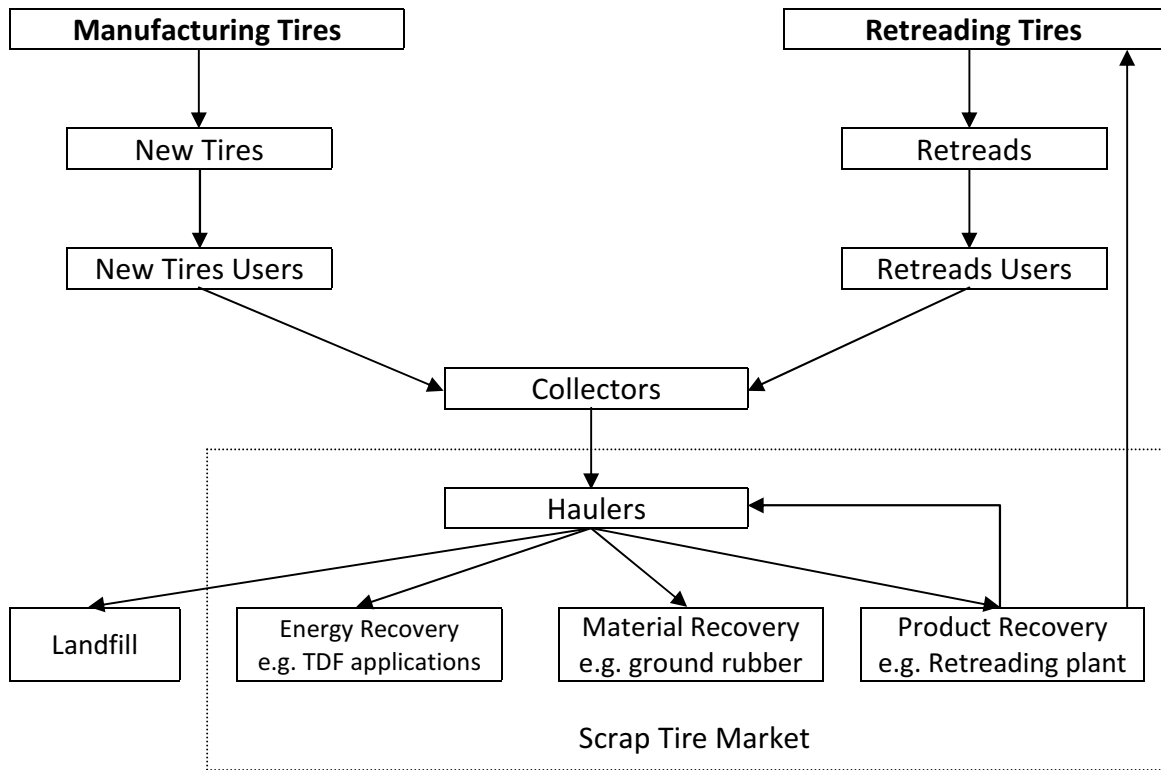 Manufacturing Tires
Retreading Tires
New Tires
Retreads
New Tires Users
Retreads Users
Collectors
Haulers
Landfill
Energy Recovery
e.g. TDF applications
Material Recovery
e.g. ground rubber
Product Recovery
e.g. Retreading plant
Scrap Tire Market